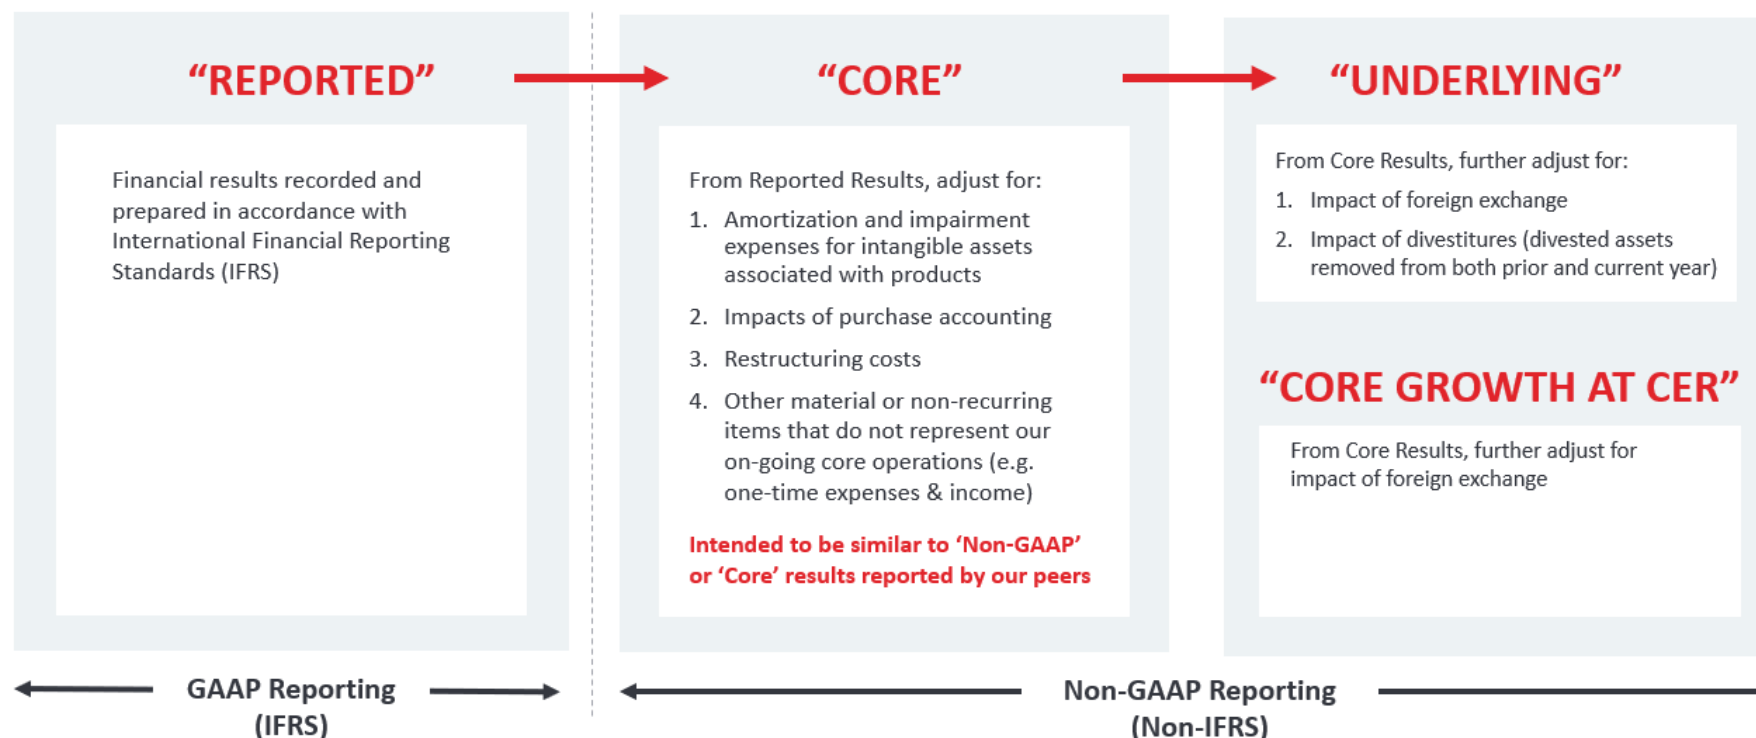 “REPORTED”
Financial results recorded and
prepared in accordance with
International Financial Reporting
Standards (IFRS)
“CORE”
From Reported Results, adjust for:
1. Amortization and impairment
expenses for intangible assets
associated with products
2. Impacts of purchase accounting
3. Restructuring costs
4. Other material or non-recurring
items that do not represent our
on-going core operations (e.g.
one-time expenses & income)
Intended to be similar to ‘Non-GAAP’
or ‘Core’ results reported by our peers
“UNDERLYING”
From Core Results, further adjust for:
1. Impact of foreign exchange
2. Impact of divestitures (divested assets
removed from both prior and current year)
“CORE GROWTH AT CER”
From Core Results, further adjust for
impact of foreign exchange
GAAP Reporting
(IFRS)
Non-GAAP Reporting
(Non-IFRS)